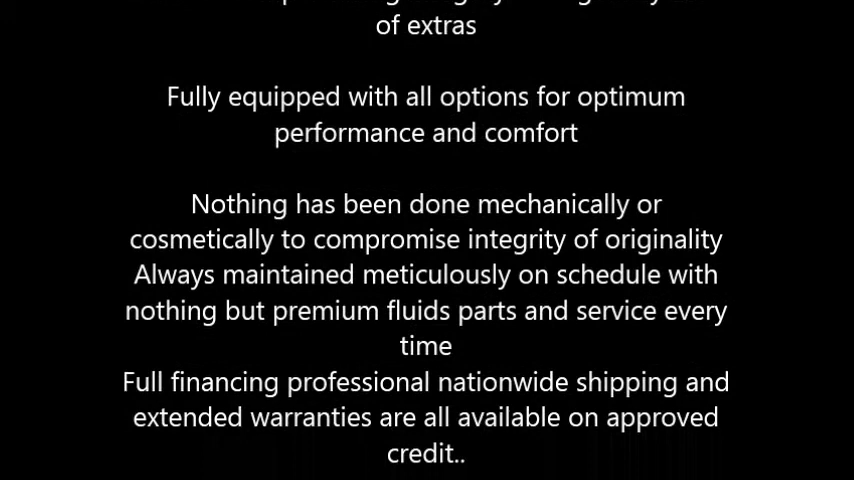 of extras
Fully equipped with all options for optimum
performance and comfort
Nothing has been done mechanically or
cosmetically to compromise integrity of originality
Always maintained meticulously on schedule with
nothing but premium fluids parts and service every
time
Full financing professional nationwide shipping and
extended warranties are all available on approved
credit..